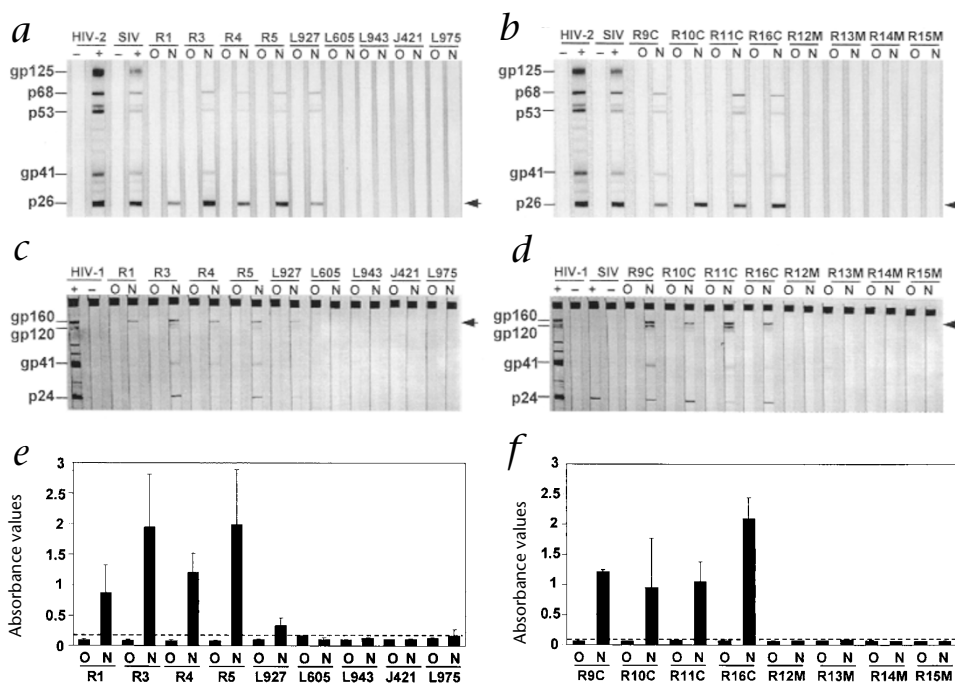 a
HIV-2 SIV R1 R3 R4 R5 L927 L605 L943 J421 L975
– + – + O N O N O N O N O N O N O N O N O N
gp125
p68
p53
gp41
p26
b
HIV-2 SIV R9C R10C R11C R16C R12M R13M R14M R15M
– + – + O N O N O N O N O N O N O N O N
gp125
p68
p53
gp41
p26
c
HIV-1 R1 R3 R4 R5 L927 L605 L943 J421 L975
+ – O N O N O N O N O N O N O N O N O N
gp160
gp120
gp41
p24
d
HIV-1 SIV R9C R10C R11C R16C R12M R13M R14M R15M
+ – + – O N O N O N O N O N O N O N O N
gp160
gp120
gp41
p24
e
Absorbance values
3
2.5
2
1.5
1
0.5
0
O N O N O N O N O N O N O N O N O N
R1 R3 R4 R5 L927 L605 L943 J421 L975
f
Absorbance values
3
2.5
2
1.5
1
0.5
0
O N O N O N O N O N O N O N O N
R9C R10C R11C R16C R12M R13M R14M R15M